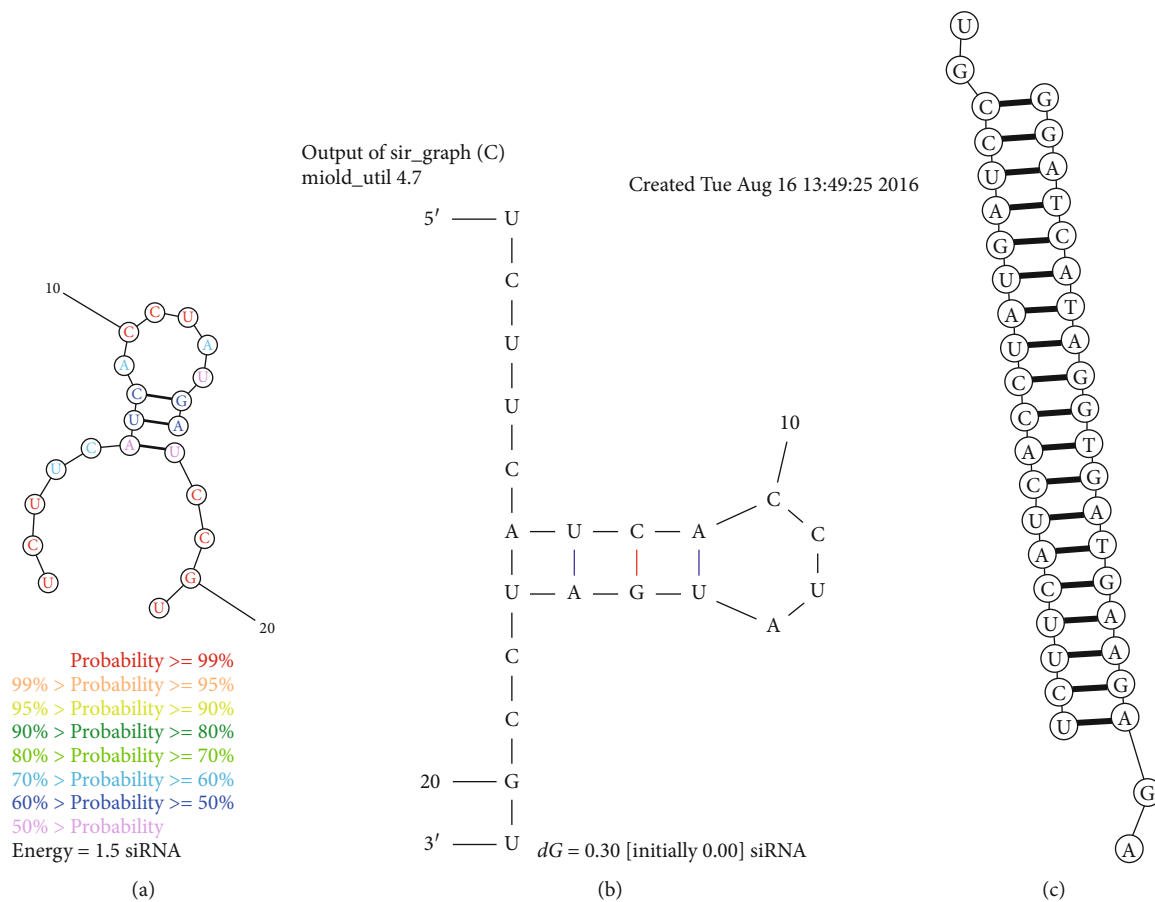 10
C C U A U G A U C C G U
A C U A C U U C U
20
Probability >= 99%
99% > Probability >= 95%
95% > Probability >= 90%
90% > Probability >= 80%
80% > Probability >= 70%
70% > Probability >= 60%
60% > Probability >= 50%
50% > Probability
Energy = 1.5 siRNA
(a)
Output of sir_graph (C)
miold_util 4.7
Created Tue Aug 16 13:49:25 2016
5′ U
C
U
U
C
10
A U C A C C U
U A G U A
C
C
20 G
3′ U
dG = 0.30 [initially 0.00] siRNA
(b)
U
G
C G
C G
U A
A T
G C
U A
A T
U A
C G
C G
A T
C G
U A
A T
C G
U A
U A
C G
U A
G
A
(c)